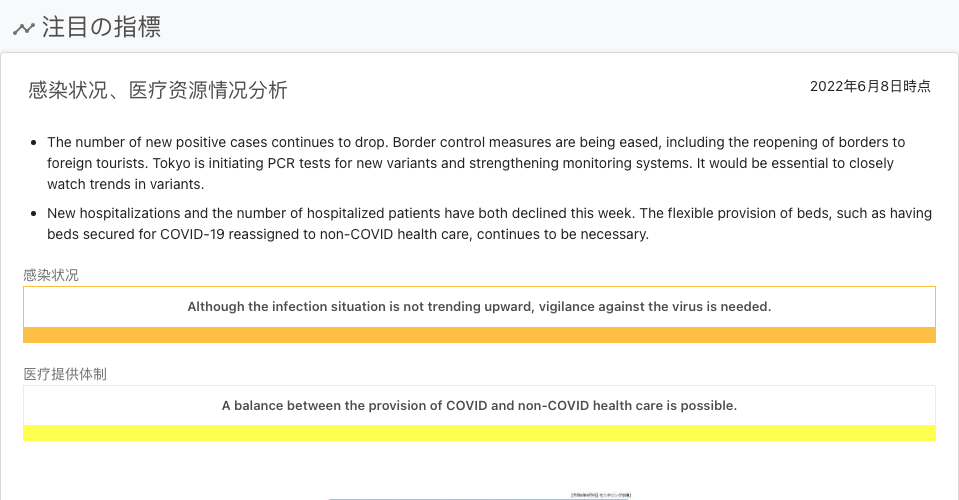 注目の指標
感染状况、医疗资源情况分析
2022年6月8日時点
The number of new positive cases continues to drop. Border control measures are being eased, including the reopening of borders to
foreign tourists. Tokyo is initiating PCR tests for new variants and strengthening monitoring systems. It would be essential to closely
watch trends in variants.
New hospitalizations and the number of hospitalized patients have both declined this week. The flexible provision of beds, such as having
beds secured for COVID-19 reassigned to non-COVID health care, continues to be necessary.
感染状况
Although the infection situation is not trending upward, vigilance against the virus is needed.
医疗提供体制
A balance between the provision of COVID and non-COVID health care is possible.